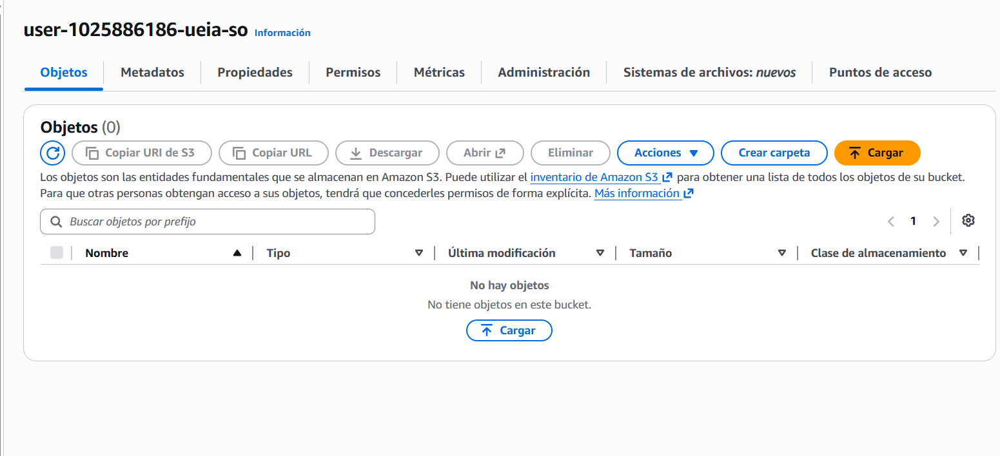 user-1025886186-ueia-so Información
Objetos Metadatos Propiedades Permisos Métricas Administración Sistemas de archivos: nuevos Puntos de acceso
Objetos (0)
Copiar URI de S3 Copiar URL Descargar Abrir Eliminar Acciones Crear carpeta Cargar
Los objetos son las entidades fundamentales que se almacenan en Amazon S3. Puede utilizar el inventario de Amazon S3 para obtener una lista de todos los objetos de su bucket.
Para que otras personas obtengan acceso a sus objetos, tendrá que concederles permisos de forma explícita. Más información
Buscar objetos por prefijo 1
Nombre Tipo Última modificación Tamaño Clase de almacenamiento
No hay objetos
No tiene objetos en este bucket.
Cargar